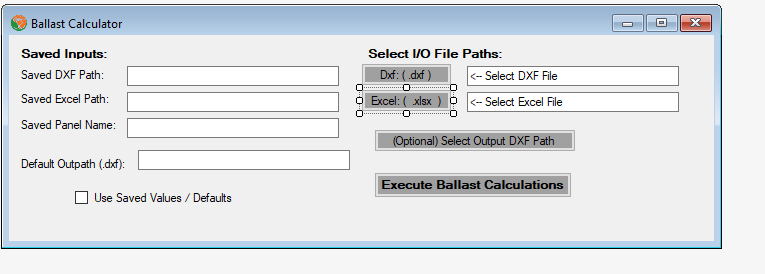 Ballast Calculator
Saved Inputs:
Select I/O File Paths:
Saved DXF Path:
Dxf: ( .dxf )
<-- Select DXF File
Saved Excel Path:
Excel: ( .xlsx )
<-- Select Excel File
Saved Panel Name:
(Optional) Select Output DXF Path
Default Outpath (.dxf):
Execute Ballast Calculations
Use Saved Values / Defaults